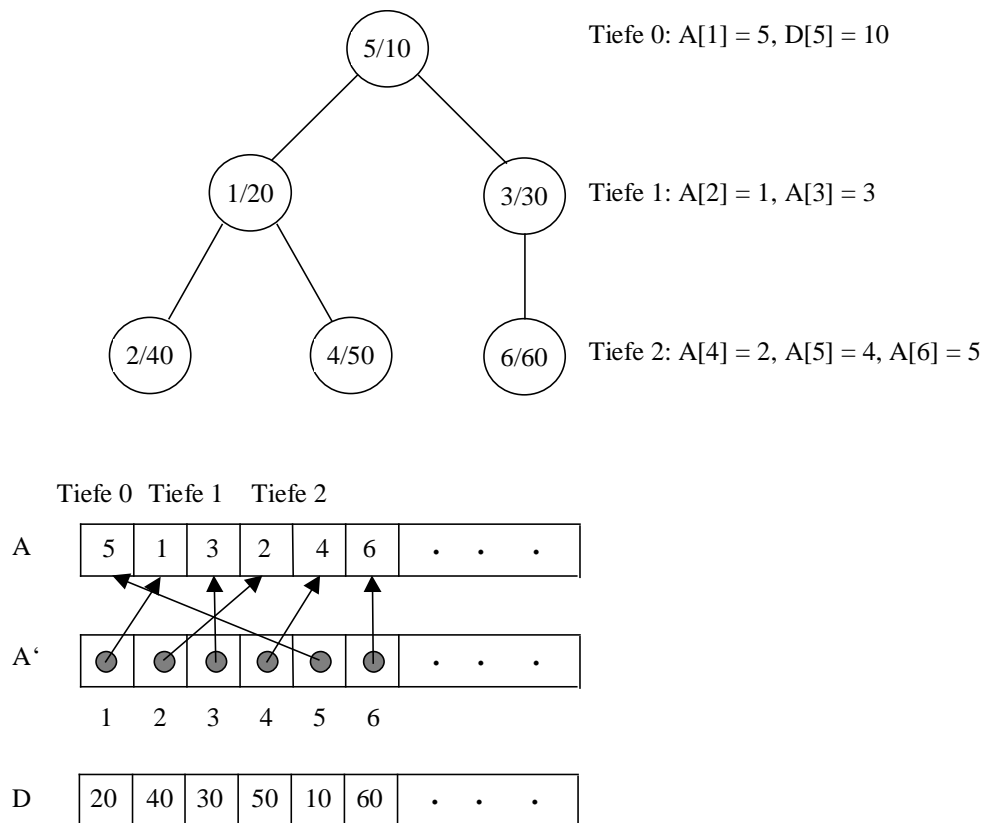 5/10 Tiefe 0: A[1] = 5, D[5] = 10
1/20 3/30 Tiefe 1: A[2] = 1, A[3] = 3
2/40 4/50 6/60 Tiefe 2: A[4] = 2, A[5] = 4, A[6] = 5
Tiefe 0 Tiefe 1 Tiefe 2
A 5 1 3 2 4 6 . . .
A‘ . . .
1 2 3 4 5 6
D 20 40 30 50 10 60 . . .